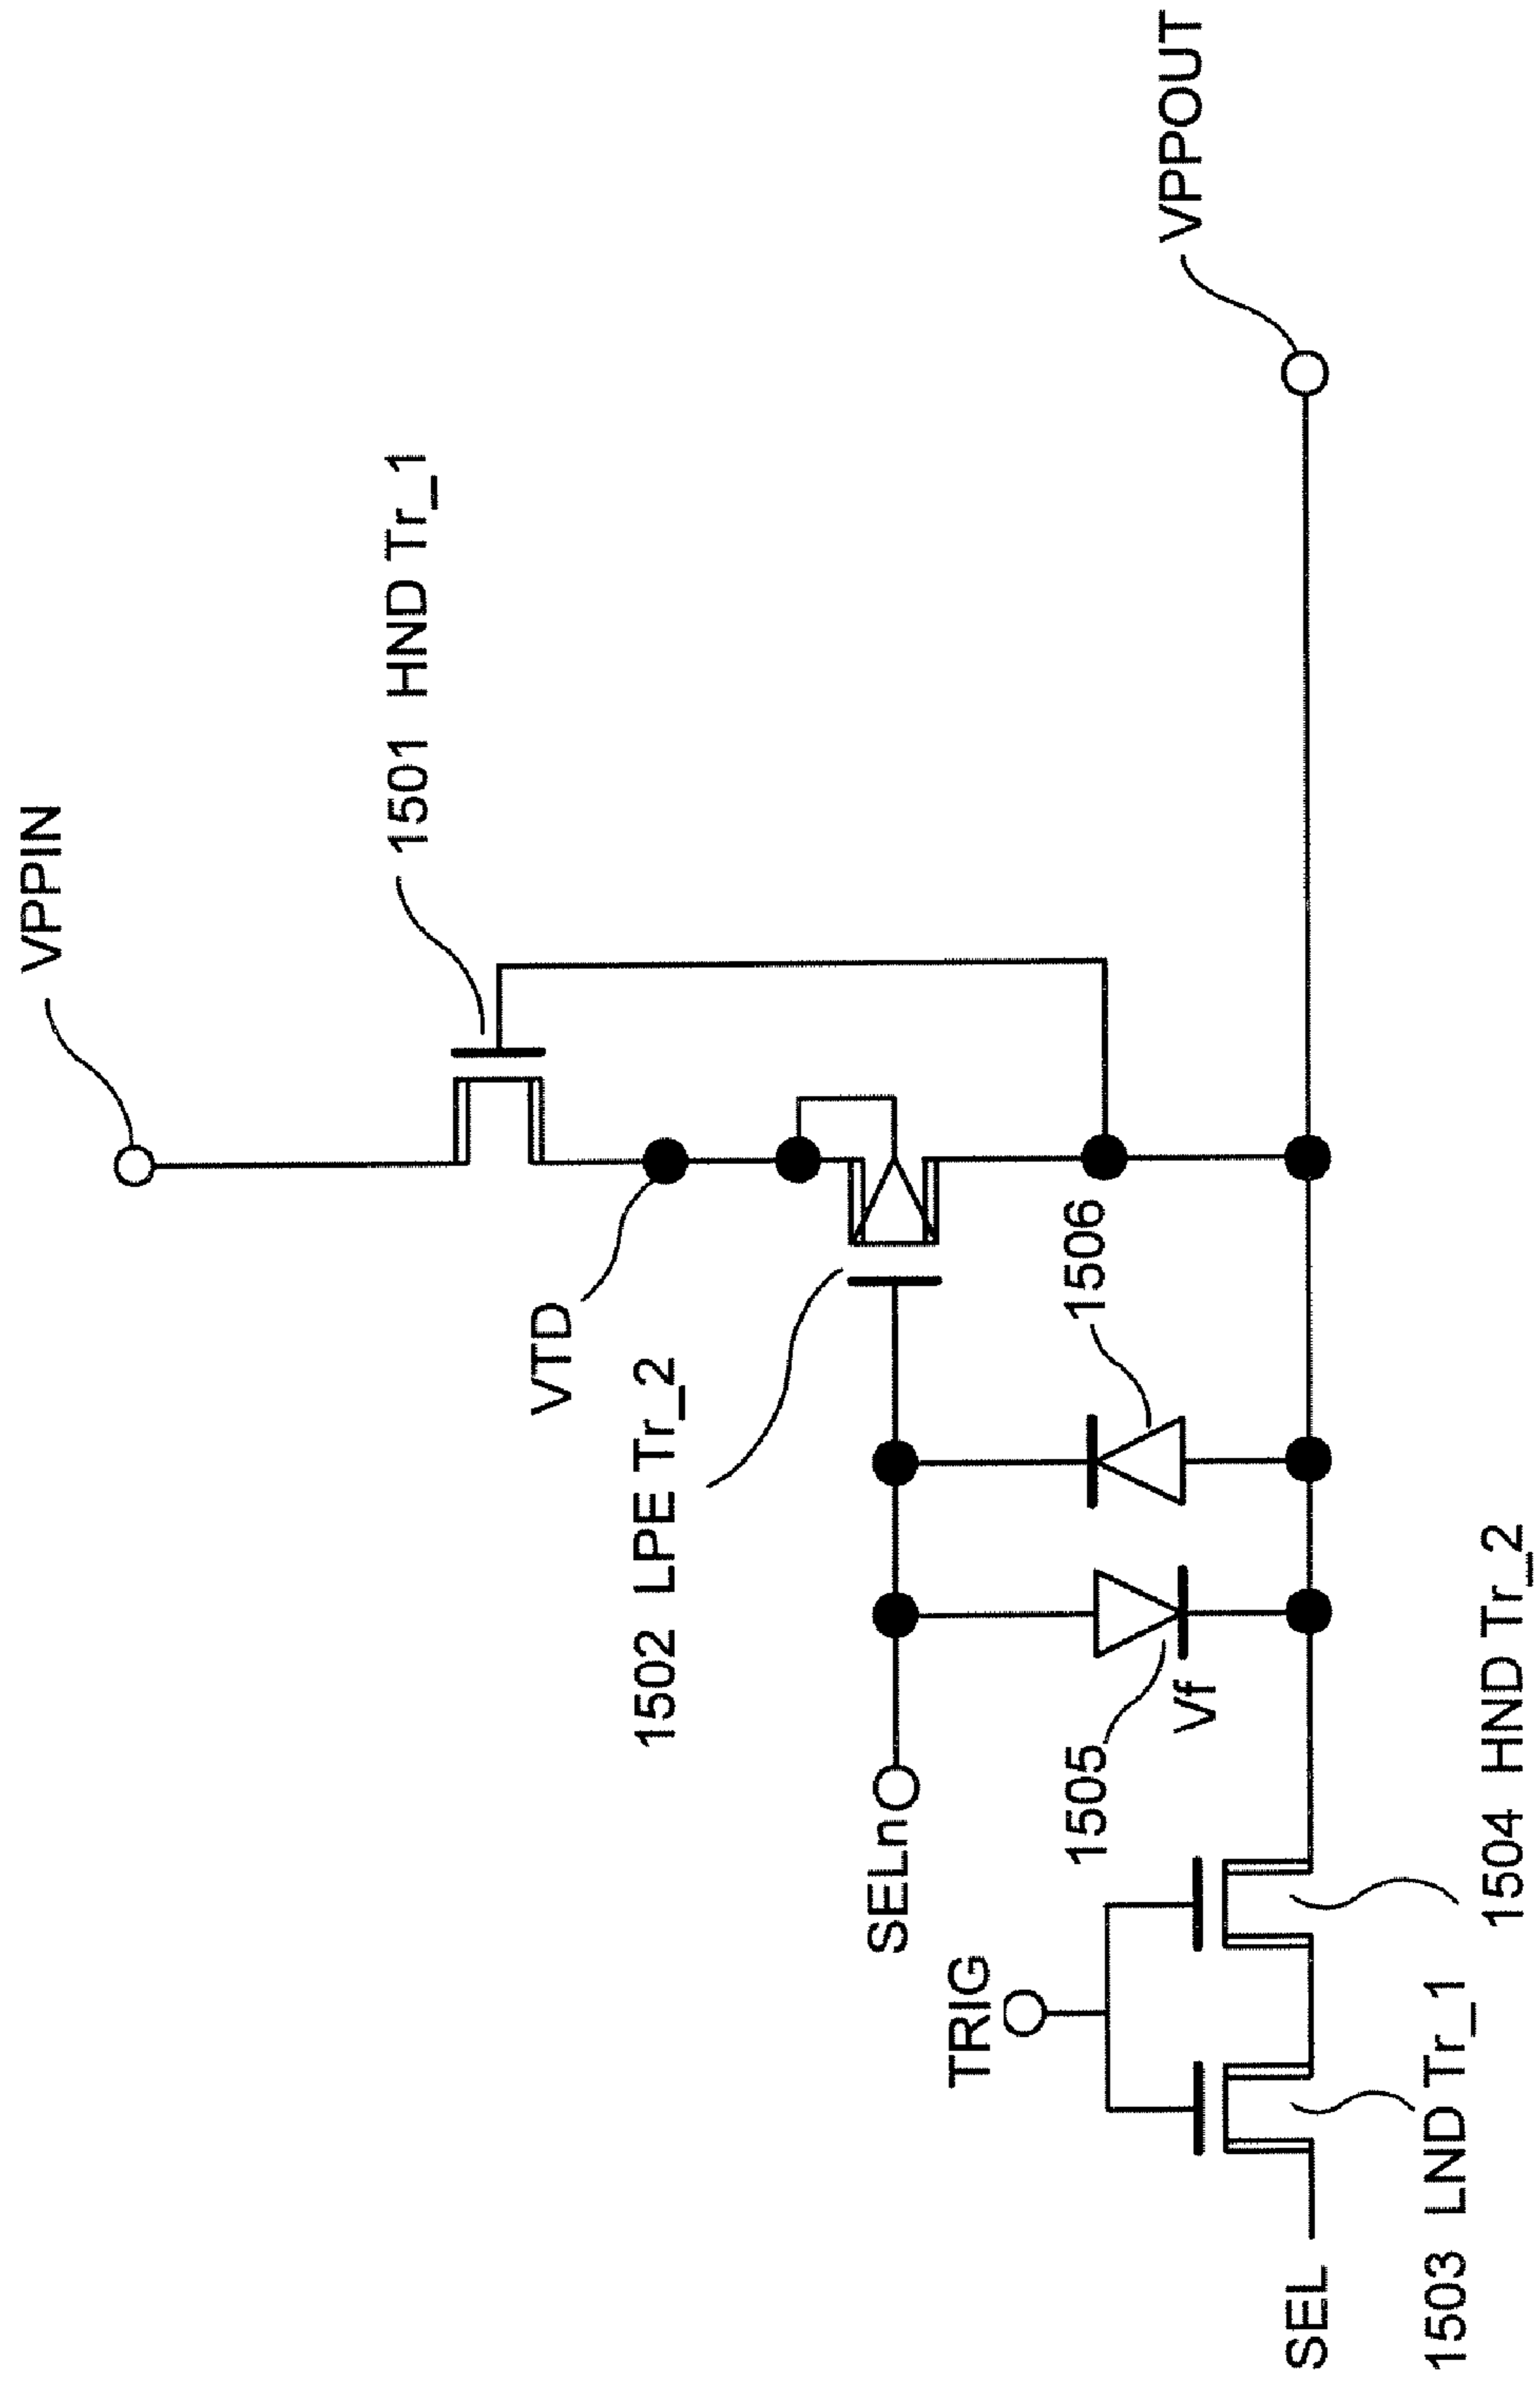 VPPIN
1501 HND Tr_1
VTD
1502 LPE Tr_2
VPPOUT
SELn
1505
Vf
1506
TRIG
SEL
1503 LND Tr_1
1504 HND Tr_2